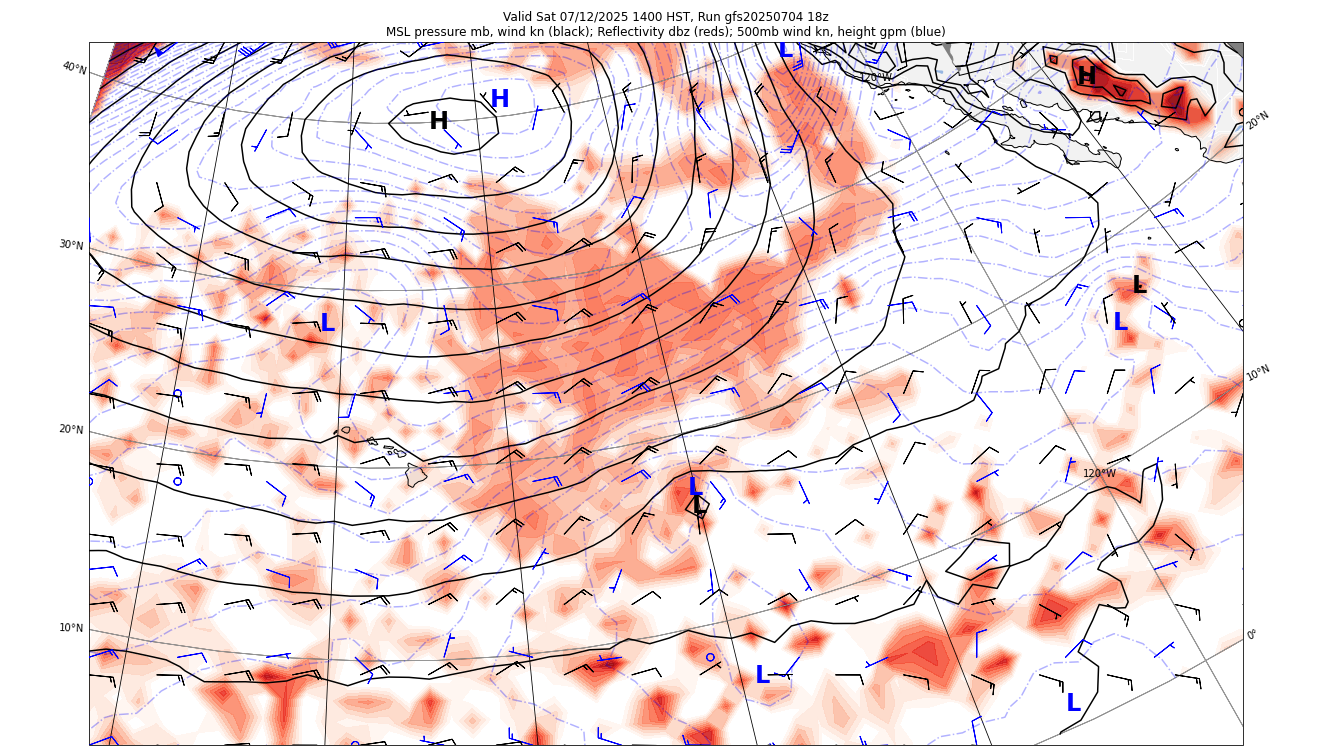 Valid Sat 07/12/2025 1400 HST, Run gfs20250704 18z
MSL pressure mb, wind kn (black); Reflectivity dbz (reds); 500mb wind kn, height gpm (blue)
L
40°N
120°W
H
H
H
20°N
30°N
L
L
L
10°N
20°N
120°W
L
L
10°N
0°
L
L